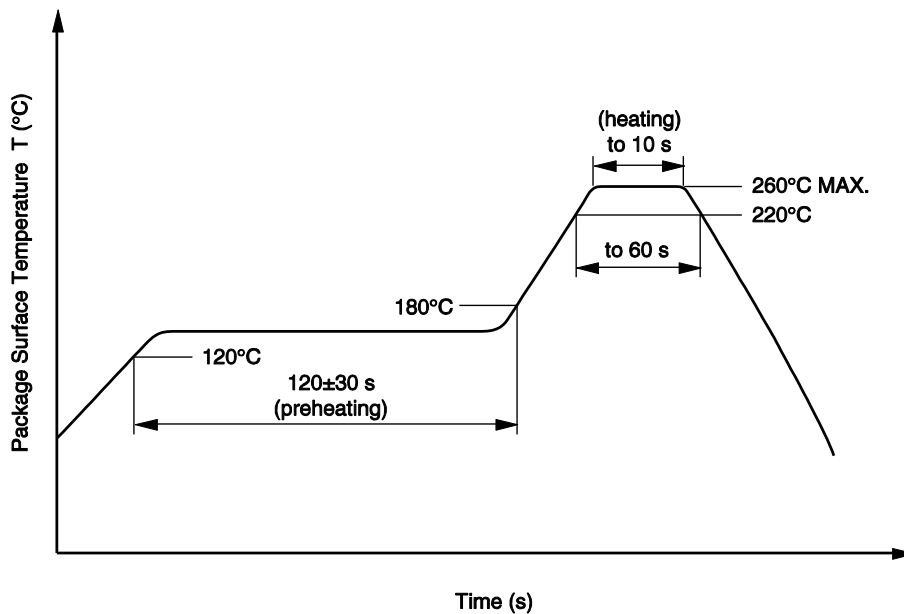 Package Surface Temperature T (°C)
(heating)
to 10 s
260°C MAX.
220°C
to 60 s
180°C
120°C
120±30 s
(preheating)
Time (s)